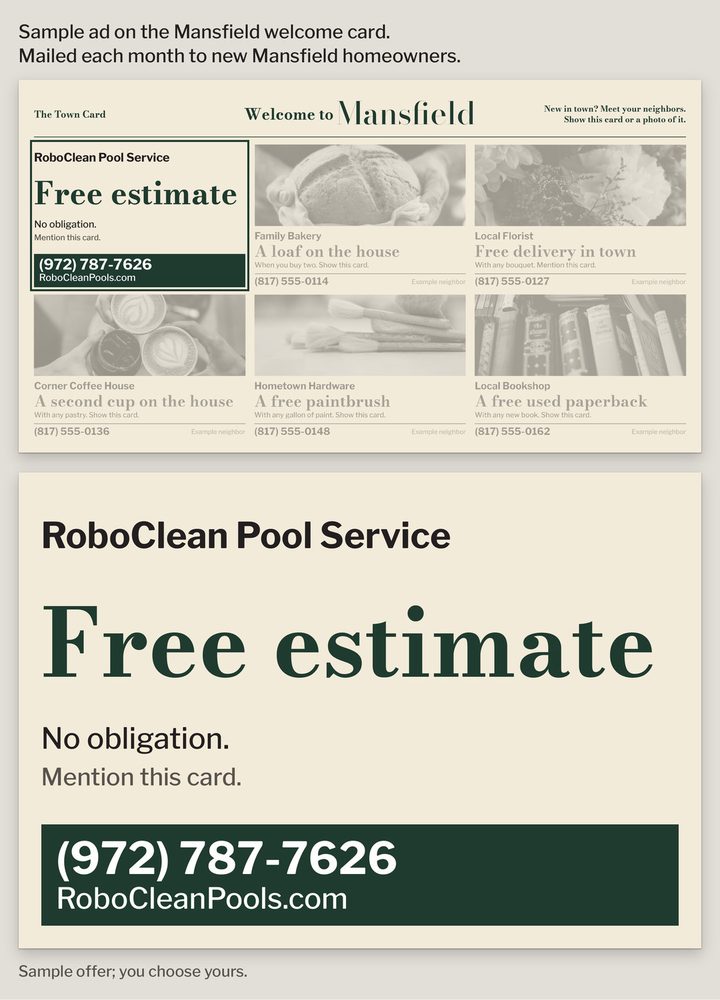 Sample ad on the Mansfield welcome card.
Mailed each month to new Mansfield homeowners.
The Town Card
Welcome to Mansfield
New in town? Meet your neighbors.
Show this card or a photo of it.
RoboClean Pool Service
Free estimate
No obligation.
Mention this card.
(972) 787-7626
RoboCleanPools.com
Family Bakery
A loaf on the house
When you buy two. Show this card.
(817) 555-0114
Example neighbor
Local Florist
Free delivery in town
With any bouquet. Mention this card.
(817) 555-0127
Example neighbor
Corner Coffee House
A second cup on the house
With any pastry. Show this card.
(817) 555-0136
Example neighbor
Hometown Hardware
A free paintbrush
With any gallon of paint. Show this card.
(817) 555-0148
Example neighbor
Local Bookshop
A free used paperback
With any new book. Show this card.
(817) 555-0162
Example neighbor
RoboClean Pool Service
Free estimate
No obligation.
Mention this card.
(972) 787-7626
RoboCleanPools.com
Sample offer; you choose yours.